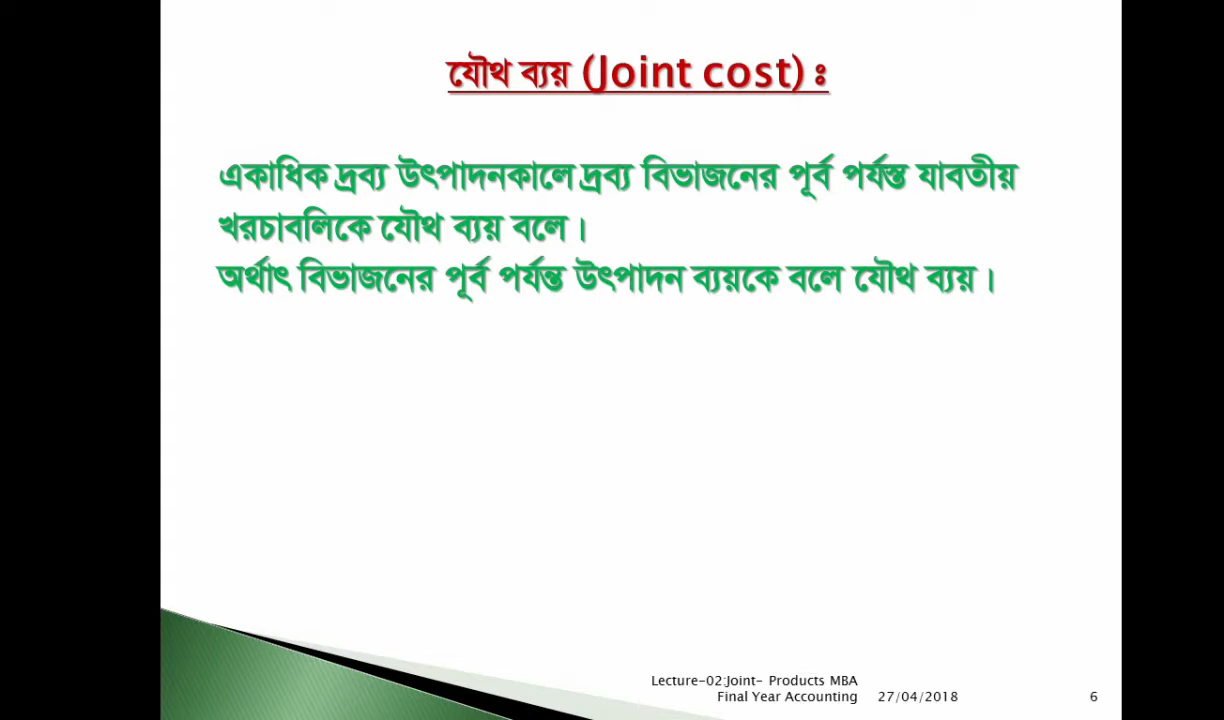 যৌথ ব্যয় (Joint cost) ঃ
একাধিক দ্রব্য উৎপাদনকালে দ্রব্য বিভাজনের পূর্ব পর্যন্ত যাবতীয়
খরচাবলিকে যৌথ ব্যয় বলে ।
অর্থাৎ বিভাজনের পূর্ব পর্যন্ত উৎপাদন ব্যয়কে বলে যৌথ ব্যয় ।
Lecture-02:Joint- Products MBA
Final Year Accounting 27/04/2018 6